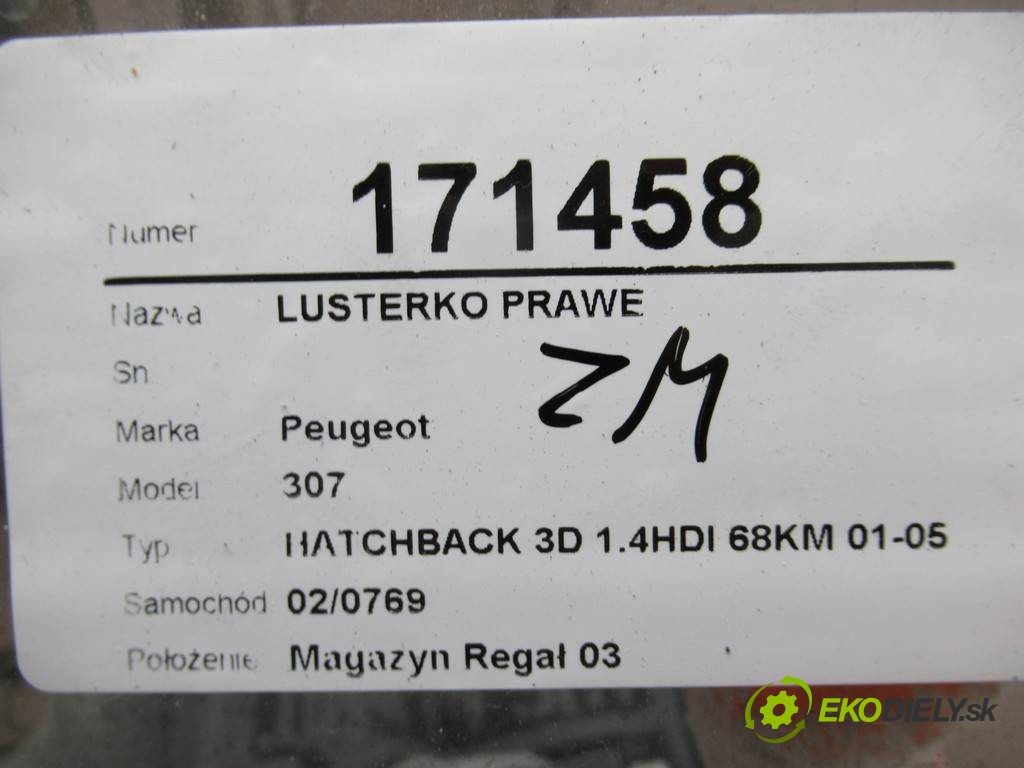 Numer 171458
Nazwa LUSTERKO PRAWE
Sn
Marka Peugeot
Model 307
Typ HATCHBACK 3D 1.4HDI 68KM 01-05
Samochód 02/0769
Położenie Magazyn Regał 03
EKODIELY.sk